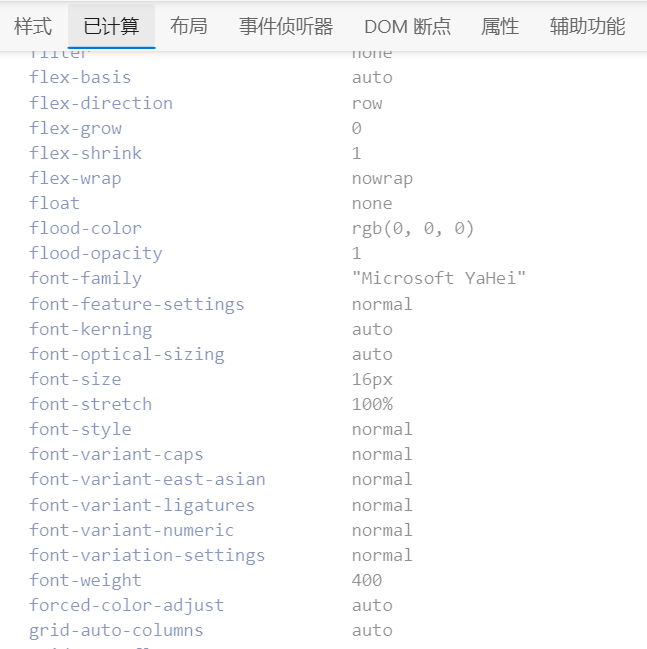 样式 已计算 布局 事件侦听器 DOM 断点 属性 辅助功能
filter none
flex-basis auto
flex-direction row
flex-grow 0
flex-shrink 1
flex-wrap nowrap
float none
flood-color rgb(0, 0, 0)
flood-opacity 1
font-family "Microsoft YaHei"
font-feature-settings normal
font-kerning auto
font-optical-sizing auto
font-size 16px
font-stretch 100%
font-style normal
font-variant-caps normal
font-variant-east-asian normal
font-variant-ligatures normal
font-variant-numeric normal
font-variation-settings normal
font-weight 400
forced-color-adjust auto
grid-auto-columns auto